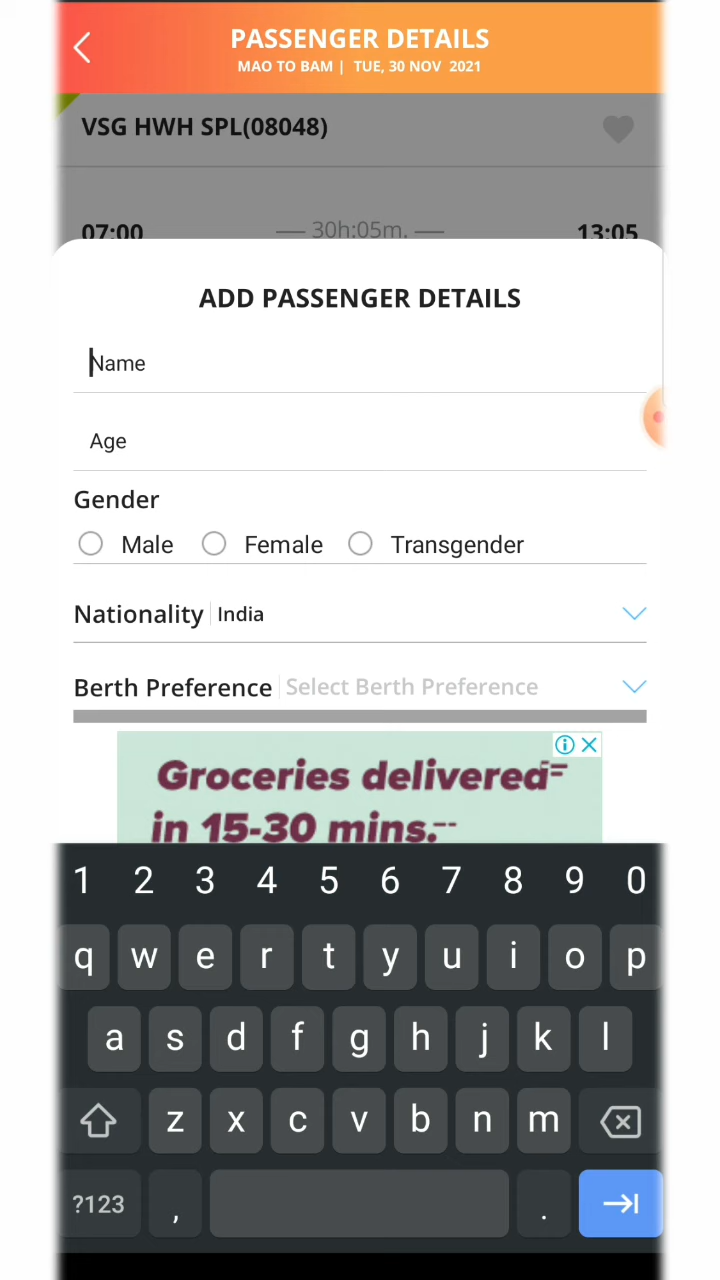 PASSENGER DETAILS
MAO TO BAM | TUE, 30 NOV 2021
VSG HWH SPL(08048)
07:00 — 30h:05m. — 13:05
ADD PASSENGER DETAILS
Name
Age
Gender
Male Female Transgender
Nationality India
Berth Preference Select Berth Preference
Groceries delivered
in 15-30 mins.
1 2 3 4 5 6 7 8 9 0
q w e r t y u i o p
a s d f g h j k l
z x c v b n m
?123 , .